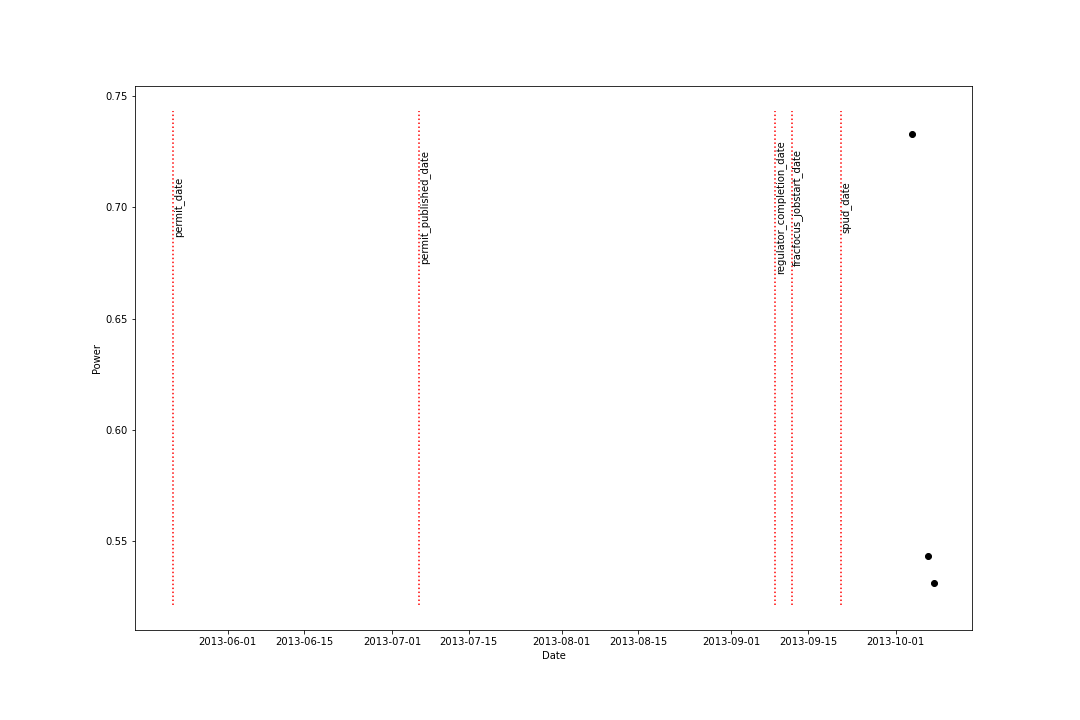 0.75
0.70
0.65
0.60
0.55
Power
permit_date
permit_published_date
regulator_completion_date
fracfocus_jobstart_date
spud_date
2013-06-01
2013-06-15
2013-07-01
2013-07-15
2013-08-01
2013-08-15
2013-09-01
2013-09-15
2013-10-01
Date